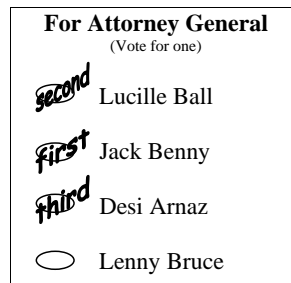 For Attorney General
(Vote for one)
second Lucille Ball
first Jack Benny
third Desi Arnaz
Lenny Bruce